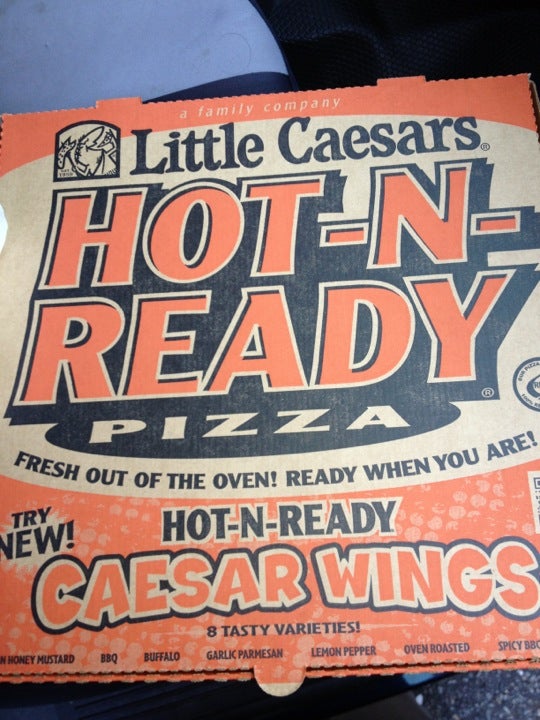 a family company
Little Caesars®
HOT-N-
READY®
PIZZA
FRESH OUT OF THE OVEN! READY WHEN YOU ARE!
TRY
NEW!
HOT-N-READY
CAESAR WINGS
8 TASTY VARIETIES!
N HONEY MUSTARD BBQ BUFFALO GARLIC PARMESAN LEMON PEPPER OVEN ROASTED SPICY BBQ